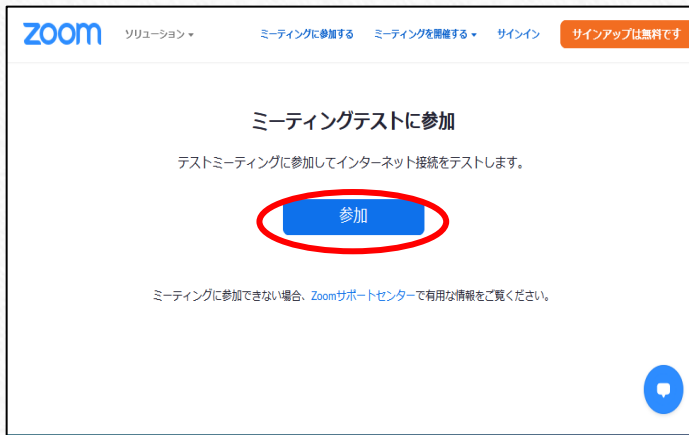 zoom ソリューション ミーティングに参加する ミーティングを開催する サインイン サインアップは無料です
ミーティングテストに参加
テストミーティングに参加してインターネット接続をテストします。
参加
ミーティングに参加できない場合、Zoomサポートセンターで有用な情報をご覧ください。